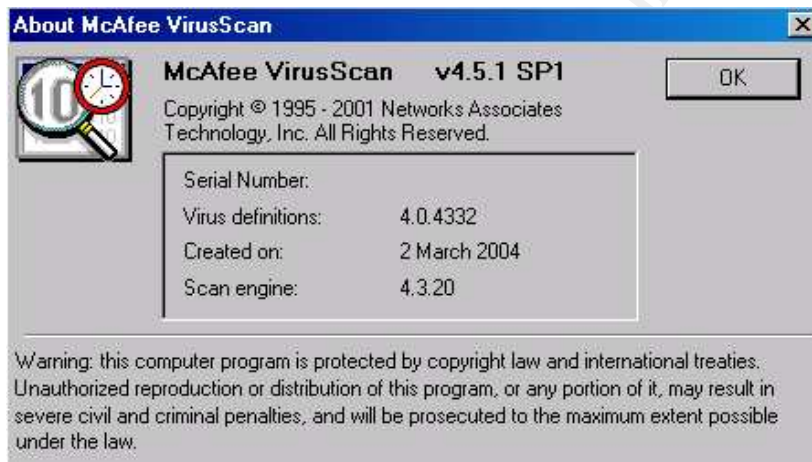 About McAfee VirusScan
McAfee VirusScan v4.5.1 SP1
OK
Copyright © 1995 - 2001 Networks Associates
Technology, Inc. All Rights Reserved.
Serial Number:
Virus definitions: 4.0.4332
Created on: 2 March 2004
Scan engine: 4.3.20
Warning: this computer program is protected by copyright law and international treaties.
Unauthorized reproduction or distribution of this program, or any portion of it, may result in
severe civil and criminal penalties, and will be prosecuted to the maximum extent possible
under the law.